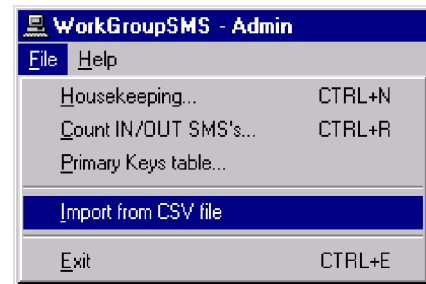 WorkGroupSMS - Admin
File Help
Housekeeping... CTRL+N
Count IN/OUT SMS's... CTRL+R
Primary Keys table...
Import from CSV file
Exit CTRL+E